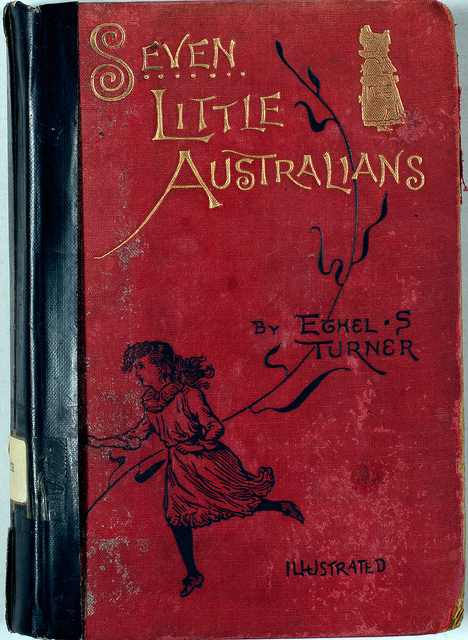 SEVEN
LITTLE
AUSTRALIANS
BY ETHEL · S
TURNER
ILLUSTRATED